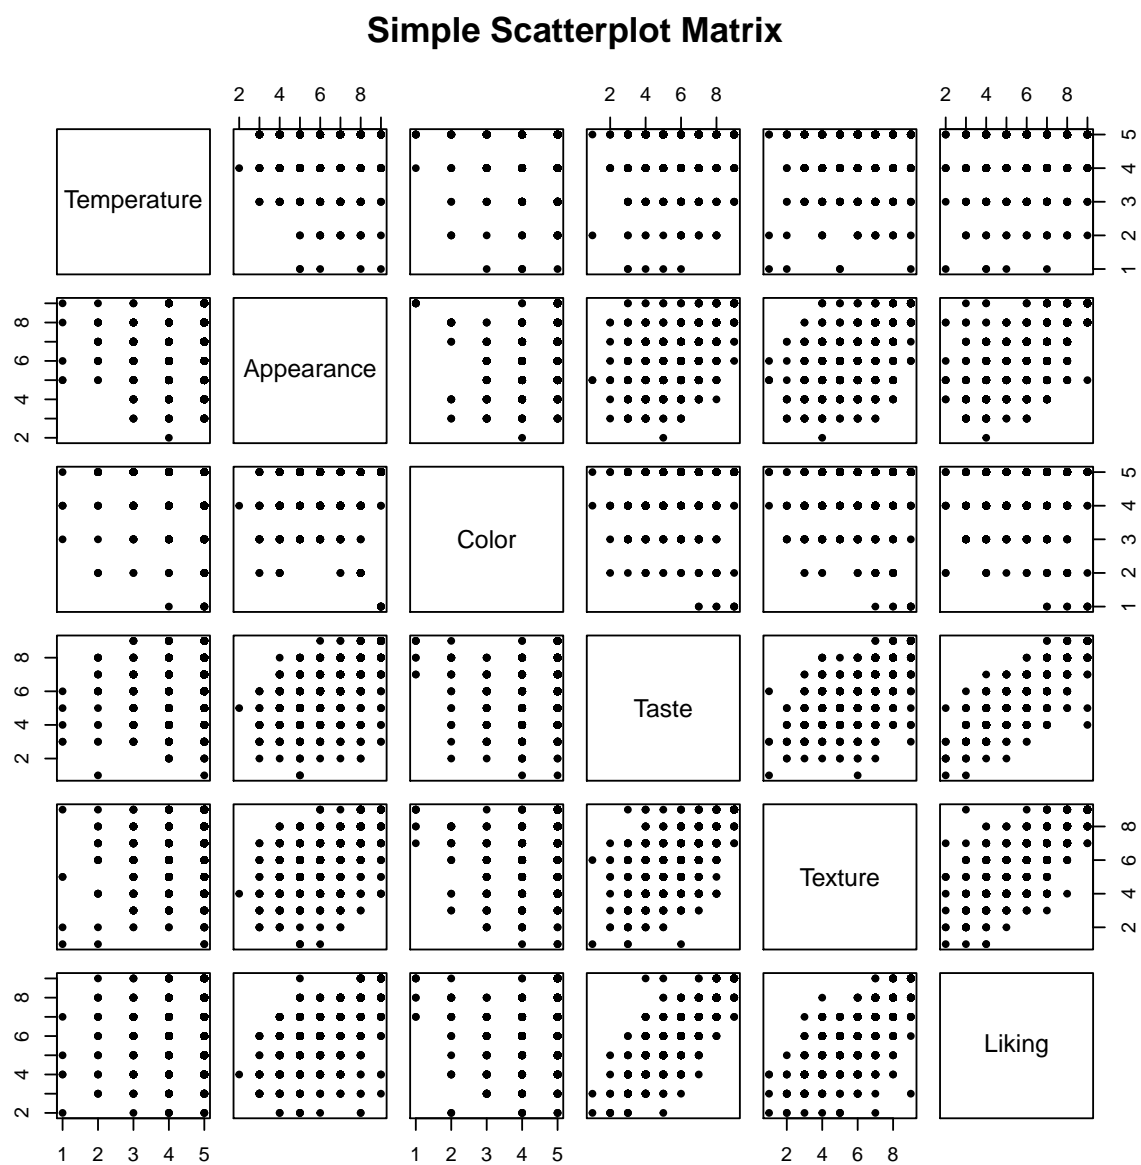 Simple Scatterplot Matrix
2 4 6 8 2 4 6 8 2 4 6 8
Temperature
1 2 3 4 5
Appearance
2 4 6 8
Color
1 2 3 4 5
Taste
2 4 6 8
Texture
2 4 6 8
Liking
2 4 6 8
1 2 3 4 5 1 2 3 4 5 2 4 6 8